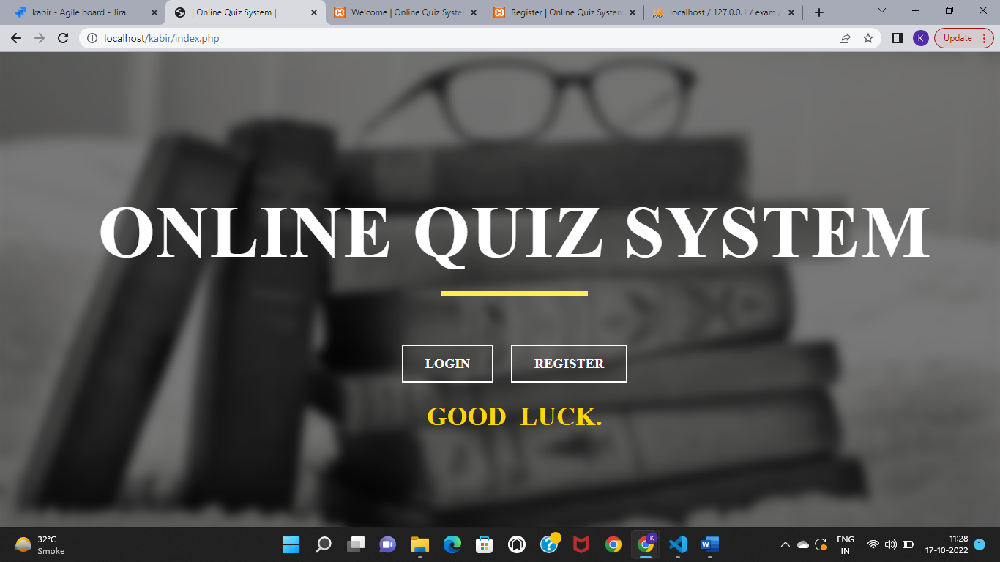 kabir - Agile board - Jira
| Online Quiz System |
Welcome | Online Quiz Syste
Register | Online Quiz System
localhost / 127.0.0.1 / exam /
localhost/kabir/index.php
K
Update
ONLINE QUIZ SYSTEM
LOGIN
REGISTER
GOOD LUCK.
32°C
Smoke
K
ENG
IN
11:28
17-10-2022
1